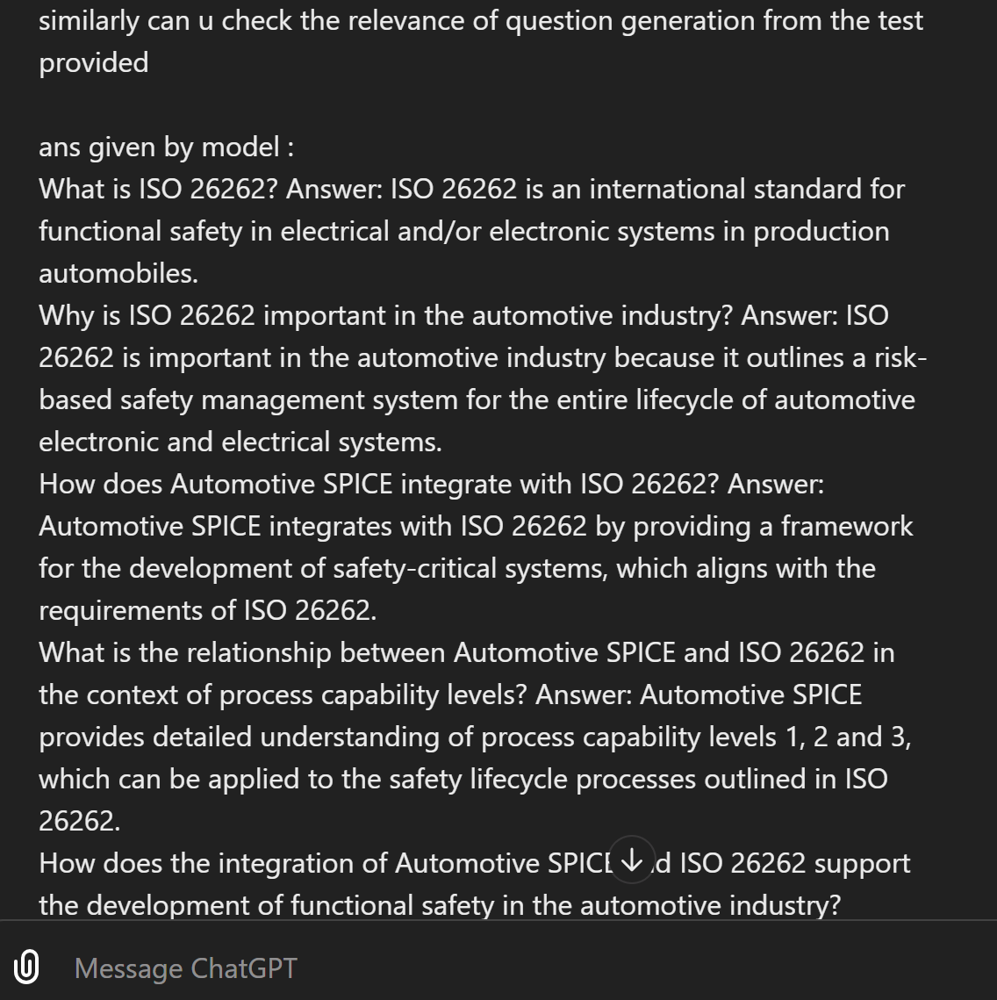 similarly can u check the relevance of question generation from the test
provided
ans given by model :
What is ISO 26262? Answer: ISO 26262 is an international standard for
functional safety in electrical and/or electronic systems in production
automobiles.
Why is ISO 26262 important in the automotive industry? Answer: ISO
26262 is important in the automotive industry because it outlines a risk-
based safety management system for the entire lifecycle of automotive
electronic and electrical systems.
How does Automotive SPICE integrate with ISO 26262? Answer:
Automotive SPICE integrates with ISO 26262 by providing a framework
for the development of safety-critical systems, which aligns with the
requirements of ISO 26262.
What is the relationship between Automotive SPICE and ISO 26262 in
the context of process capability levels? Answer: Automotive SPICE
provides detailed understanding of process capability levels 1, 2 and 3,
which can be applied to the safety lifecycle processes outlined in ISO
26262.
How does the integration of Automotive SPICE d ISO 26262 support
the development of functional safety in the automotive industry?
Message ChatGPT